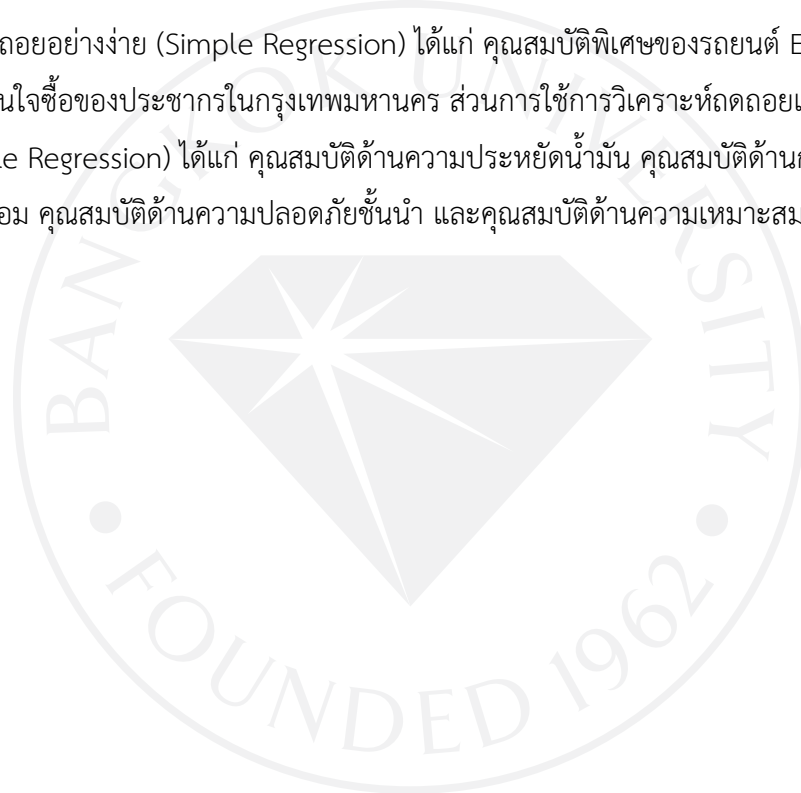 ถอยอย่างง่าย (Simple Regression) ได้แก่ คุณสมบัติพิเศษของรถยนต์ E
นใจซื้อของประชากรในกรุงเทพมหานคร ส่วนการใช้การวิเคราะห์ถดถอยเ
le Regression) ได้แก่ คุณสมบัติด้านความประหยัดน้ำมัน คุณสมบัติด้าน
อม คุณสมบัติด้านความปลอดภัยชั้นนำ และคุณสมบัติด้านความเหมาะสม
BANGKOK UNIVERSITY
FOUNDED 1962